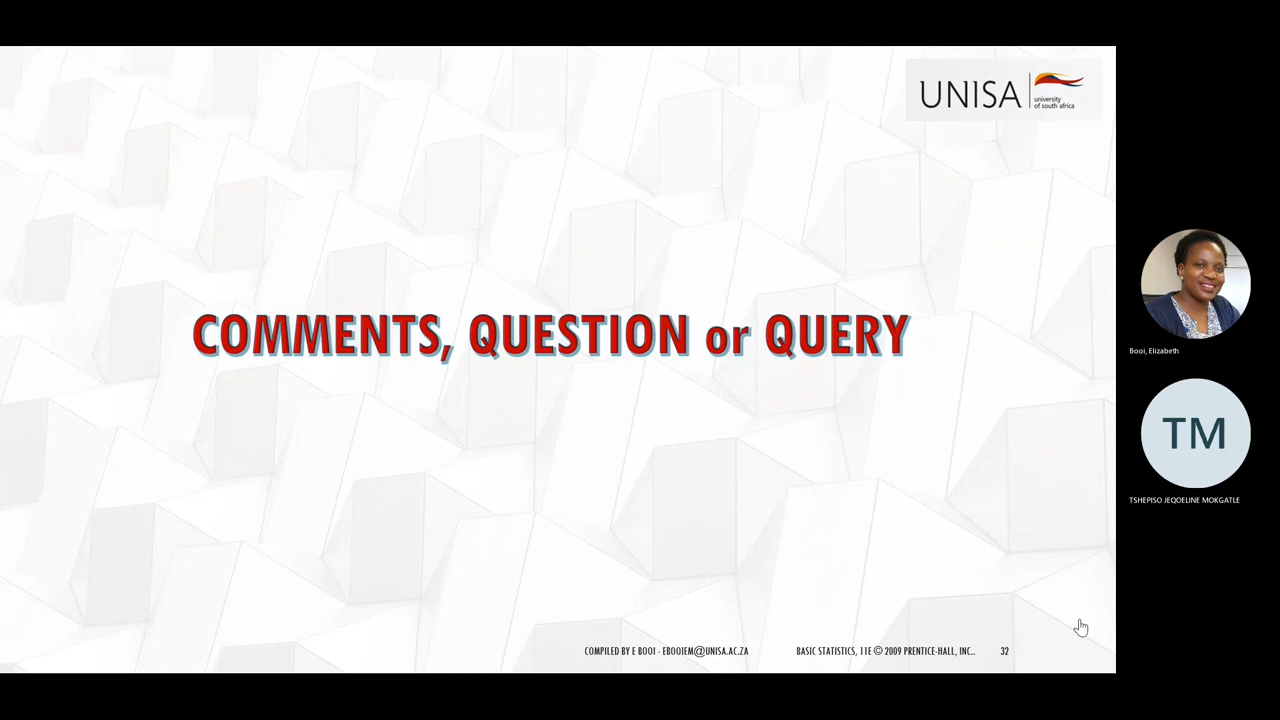 UNISA
university
of south africa
COMMENTS, QUESTION or QUERY
Booi, Elizabeth
TM
TSHEPISO JEQOELINE MOKGATLE
COMPILED BY E BOOI - EBOOIEM@UNISA.AC.ZA BASIC STATISTICS, 11E © 2009 PRENTICE-HALL, INC.. 32